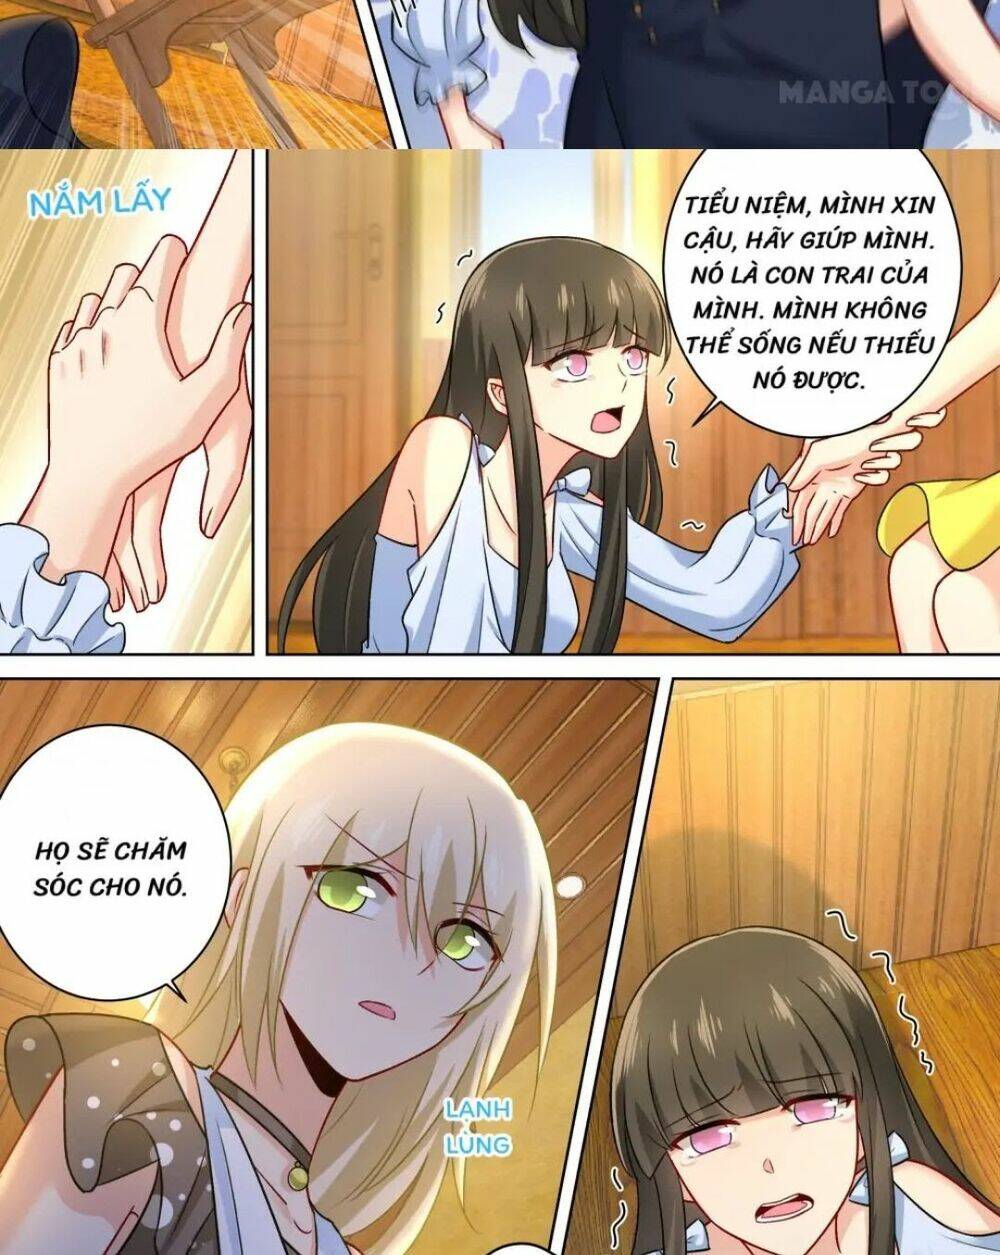 MANGA TO
NẮM LẤY
TIỂU NIỆM, MÌNH XIN
CẬU, HÃY GIÚP MÌNH.
NÓ LÀ CON TRAI CỦA
MÌNH. MÌNH KHÔNG
THỂ SỐNG NẾU THIẾU
NÓ ĐƯỢC.
HỌ SẼ CHĂM
SÓC CHO NÓ.
LẠNH
LÙNG